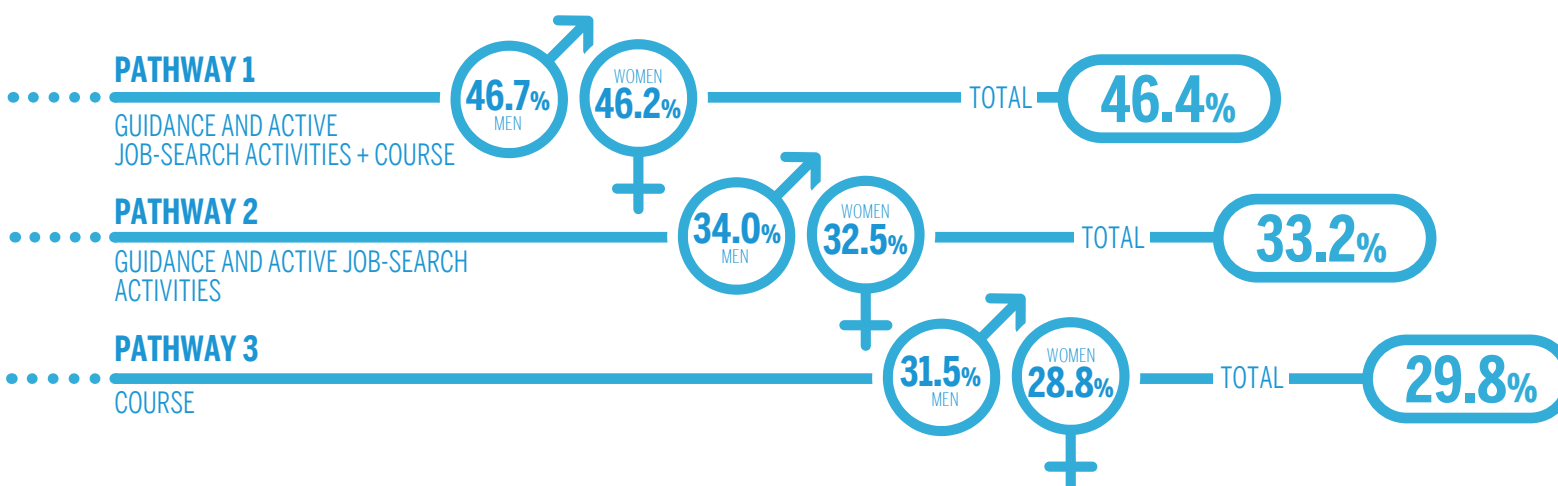 PATHWAY 1
GUIDANCE AND ACTIVE
JOB-SEARCH ACTIVITIES + COURSE
46.7%
MEN
WOMEN
46.2%
TOTAL
46.4%
PATHWAY 2
GUIDANCE AND ACTIVE JOB-SEARCH
ACTIVITIES
34.0%
MEN
WOMEN
32.5%
TOTAL
33.2%
PATHWAY 3
COURSE
31.5%
MEN
WOMEN
28.8%
TOTAL
29.8%